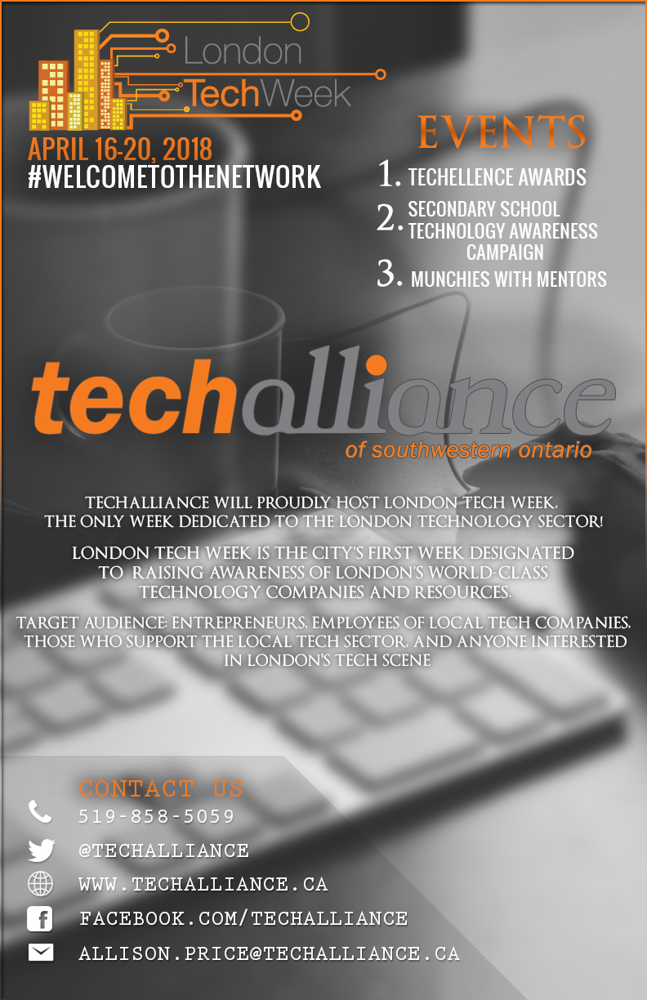 London
TechWeek
APRIL 16-20, 2018
#WELCOMETOTHENETWORK
EVENTS
1. TECHELLENCE AWARDS
2. SECONDARY SCHOOL
TECHNOLOGY AWARENESS
CAMPAIGN
3. MUNCHIES WITH MENTORS
techalliance
of southwestern ontario
TECHALLIANCE WILL PROUDLY HOST LONDON TECH WEEK,
THE ONLY WEEK DEDICATED TO THE LONDON TECHNOLOGY SECTOR!
LONDON TECH WEEK IS THE CITY'S FIRST WEEK DESIGNATED
TO RAISING AWARENESS OF LONDON'S WORLD-CLASS
TECHNOLOGY COMPANIES AND RESOURCES.
TARGET AUDIENCE: ENTREPRENEURS, EMPLOYEES OF LOCAL TECH COMPANIES,
THOSE WHO SUPPORT THE LOCAL TECH SECTOR, AND ANYONE INTERESTED
IN LONDON'S TECH SCENE
CONTACT US
519-858-5059
@TECHALLIANCE
WWW.TECHALLIANCE.CA
FACEBOOK.COM/TECHALLIANCE
ALLISON.PRICE@TECHALLIANCE.CA